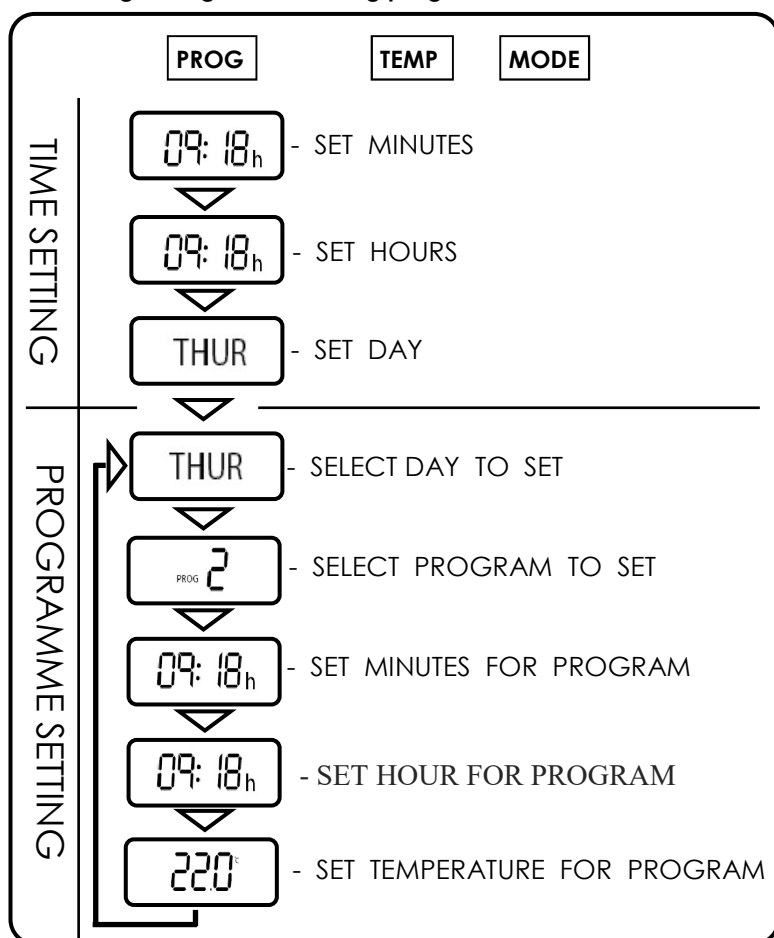 PROG TEMP MODE
TIME SETTING
09:18h - SET MINUTES
09:18h - SET HOURS
THUR - SET DAY
PROGRAMME SETTING
THUR - SELECT DAY TO SET
PROG 2 - SELECT PROGRAM TO SET
09:18h - SET MINUTES FOR PROGRAM
09:18h - SET HOUR FOR PROGRAM
22.0°C - SET TEMPERATURE FOR PROGRAM